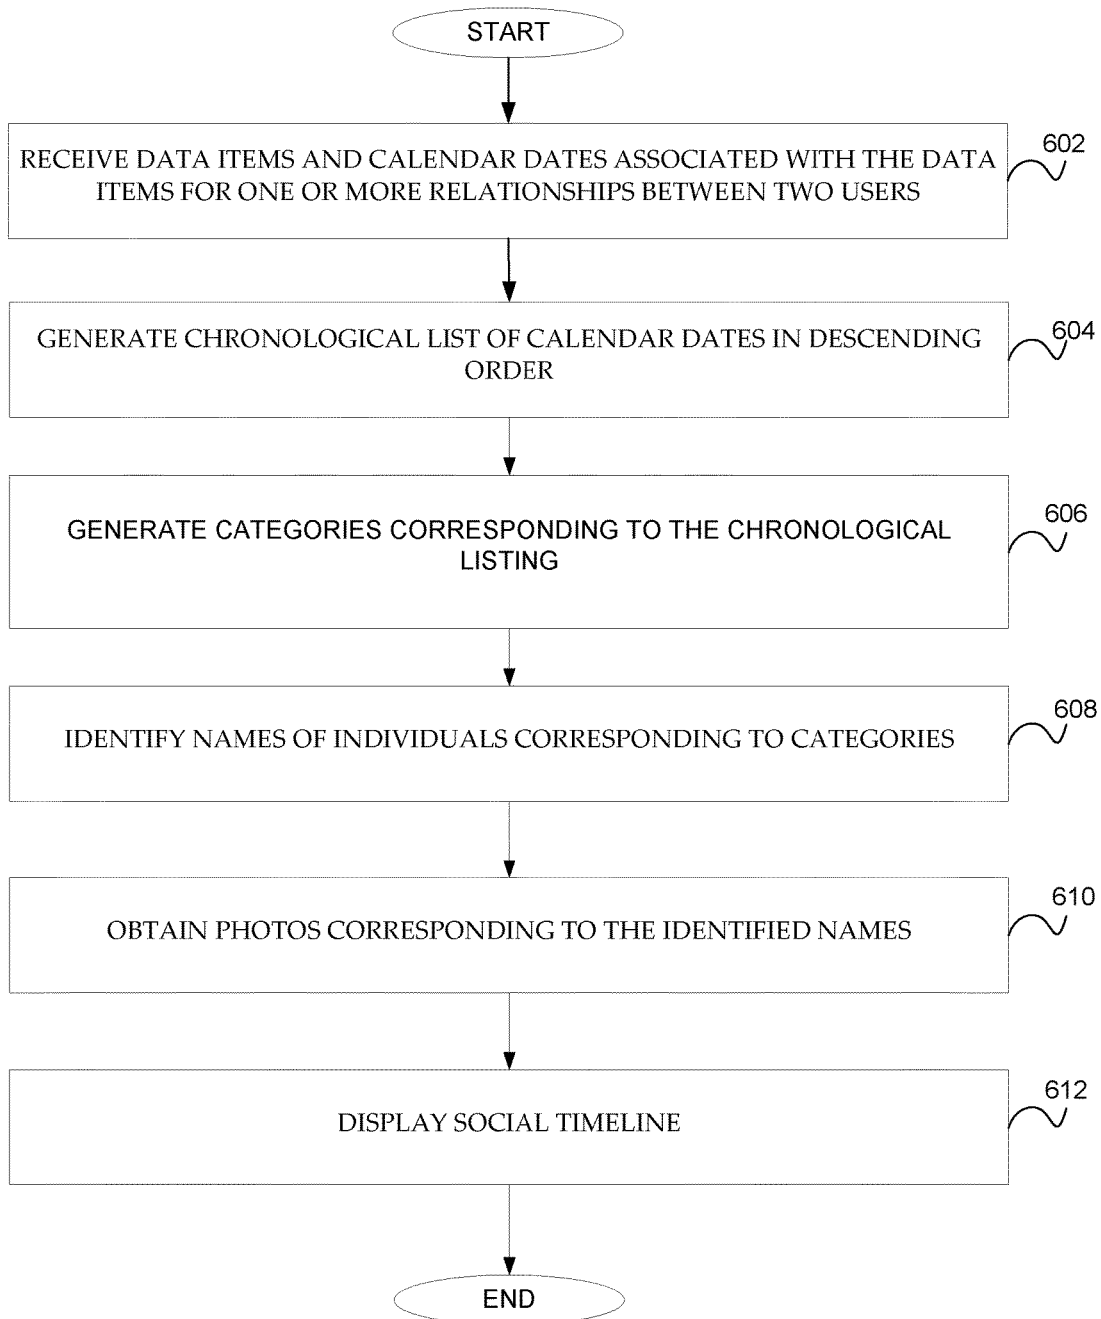 START
RECEIVE DATA ITEMS AND CALENDAR DATES ASSOCIATED WITH THE DATA
ITEMS FOR ONE OR MORE RELATIONSHIPS BETWEEN TWO USERS
602
GENERATE CHRONOLOGICAL LIST OF CALENDAR DATES IN DESCENDING
ORDER
604
GENERATE CATEGORIES CORRESPONDING TO THE CHRONOLOGICAL
LISTING
606
IDENTIFY NAMES OF INDIVIDUALS CORRESPONDING TO CATEGORIES
608
OBTAIN PHOTOS CORRESPONDING TO THE IDENTIFIED NAMES
610
DISPLAY SOCIAL TIMELINE
612
END